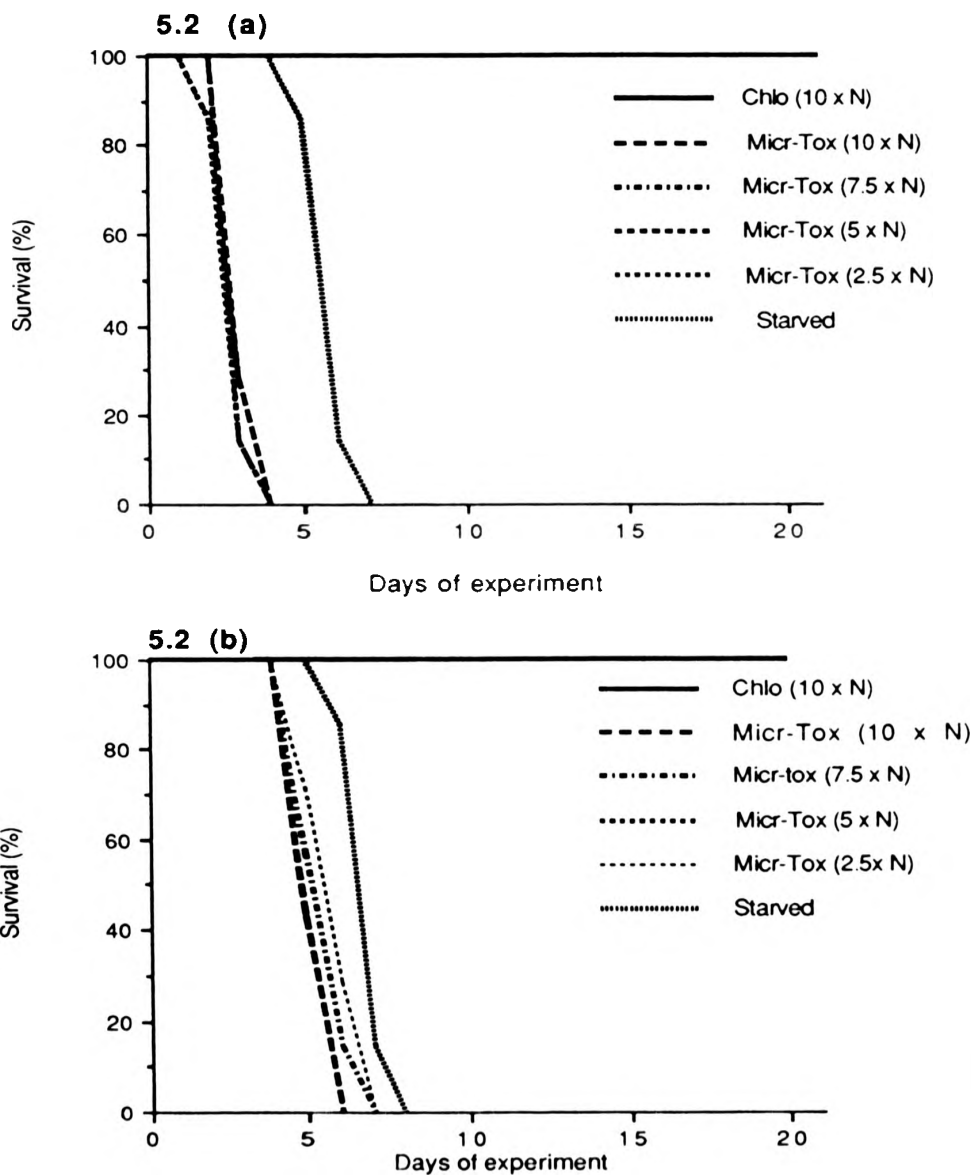 5.2 (a)
100
80
60
40
20
0
Survival (%)
0 5 10 15 20
Days of experiment
Chlo (10 x N)
Micr-Tox (10 x N)
Micr-Tox (7.5 x N)
Micr-Tox (5 x N)
Micr-Tox (2.5 x N)
Starved
5.2 (b)
100
80
60
40
20
0
Survival (%)
0 5 10 15 20
Days of experiment
Chlo (10 x N)
Micr-Tox (10 x N)
Micr-tox (7.5 x N)
Micr-Tox (5 x N)
Micr-Tox (2.5x N)
Starved